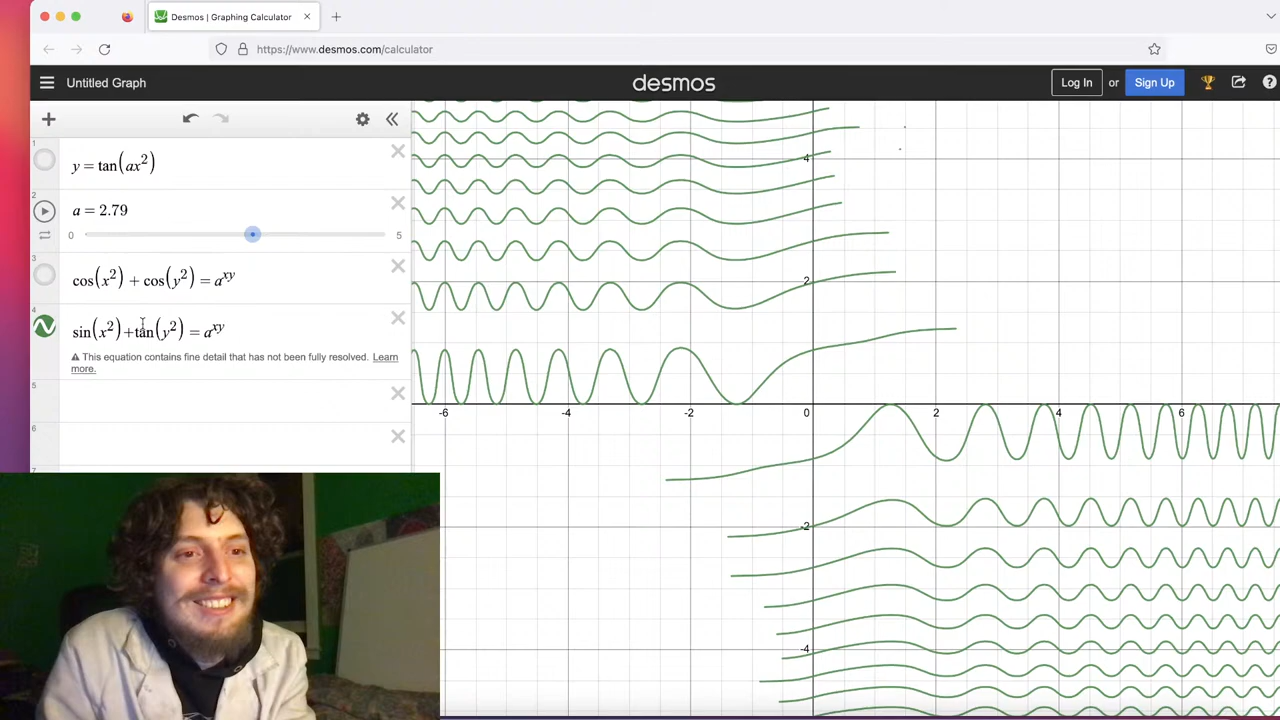 Desmos | Graphing Calculator
https://www.desmos.com/calculator
Untitled Graph
desmos
Log In or Sign Up
1
y = tan(ax²)
2
a = 2.79
0 5
3
cos(x²) + cos(y²) = a^xy
4
sin(x²)+tan(y²) = a^xy
This equation contains fine detail that has not been fully resolved. Learn
more.
5
6
4
2
-6 -4 -2 0 2 4 6
-2
-4